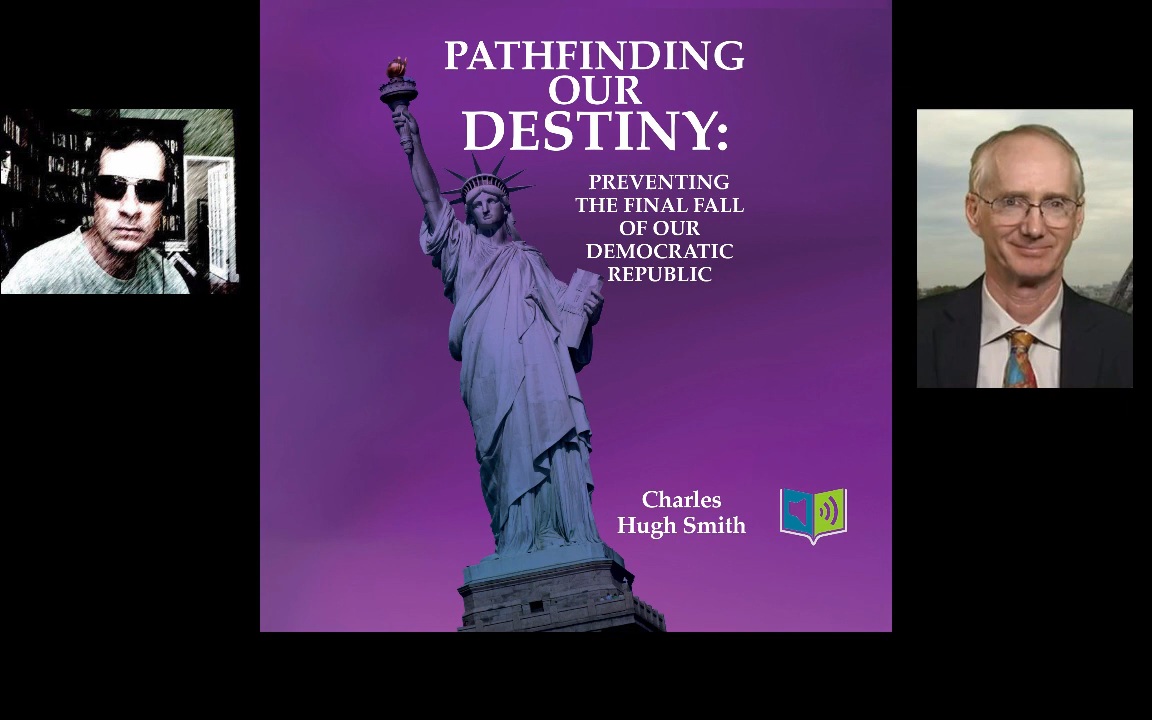 PATHFINDING
OUR
DESTINY:
PREVENTING
THE FINAL FALL
OF OUR
DEMOCRATIC
REPUBLIC
Charles
Hugh Smith